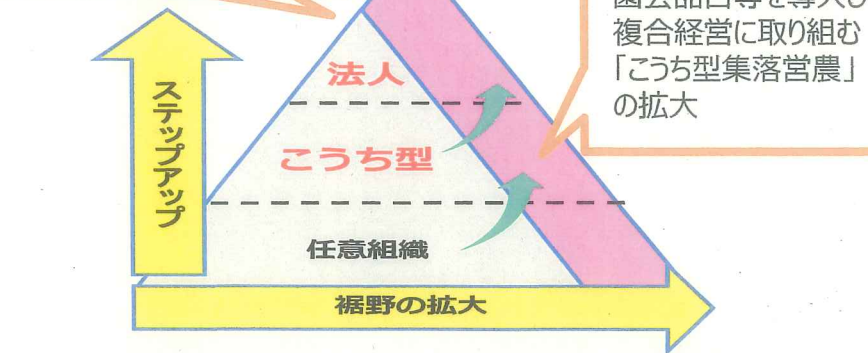 複合経営に取り組む
「こうち型集落営農」
の拡大
法人
こうち型
任意組織
ステップアップ
裾野の拡大